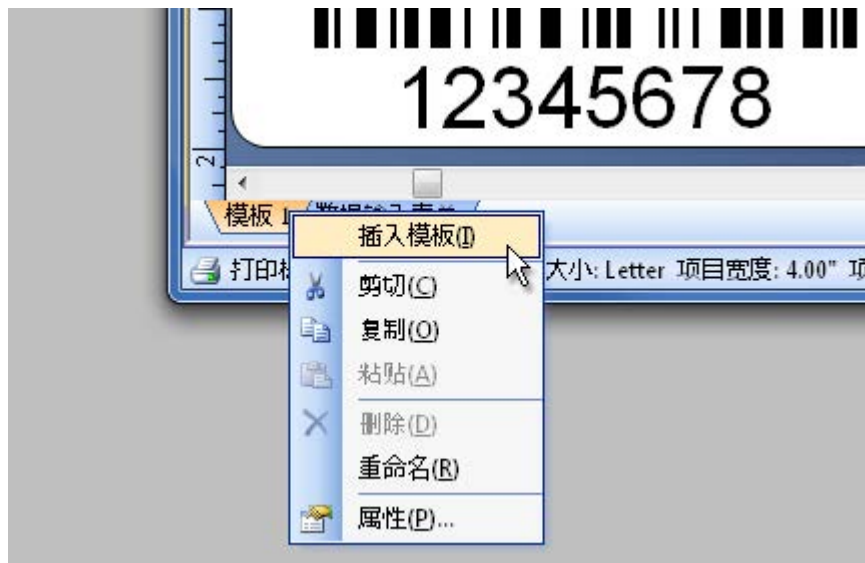 12345678
2
模板 1
插入模板(I)
打印
大小: Letter 项目宽度: 4.00"
剪切(C)
复制(O)
粘贴(A)
删除(D)
重命名(R)
属性(P)...